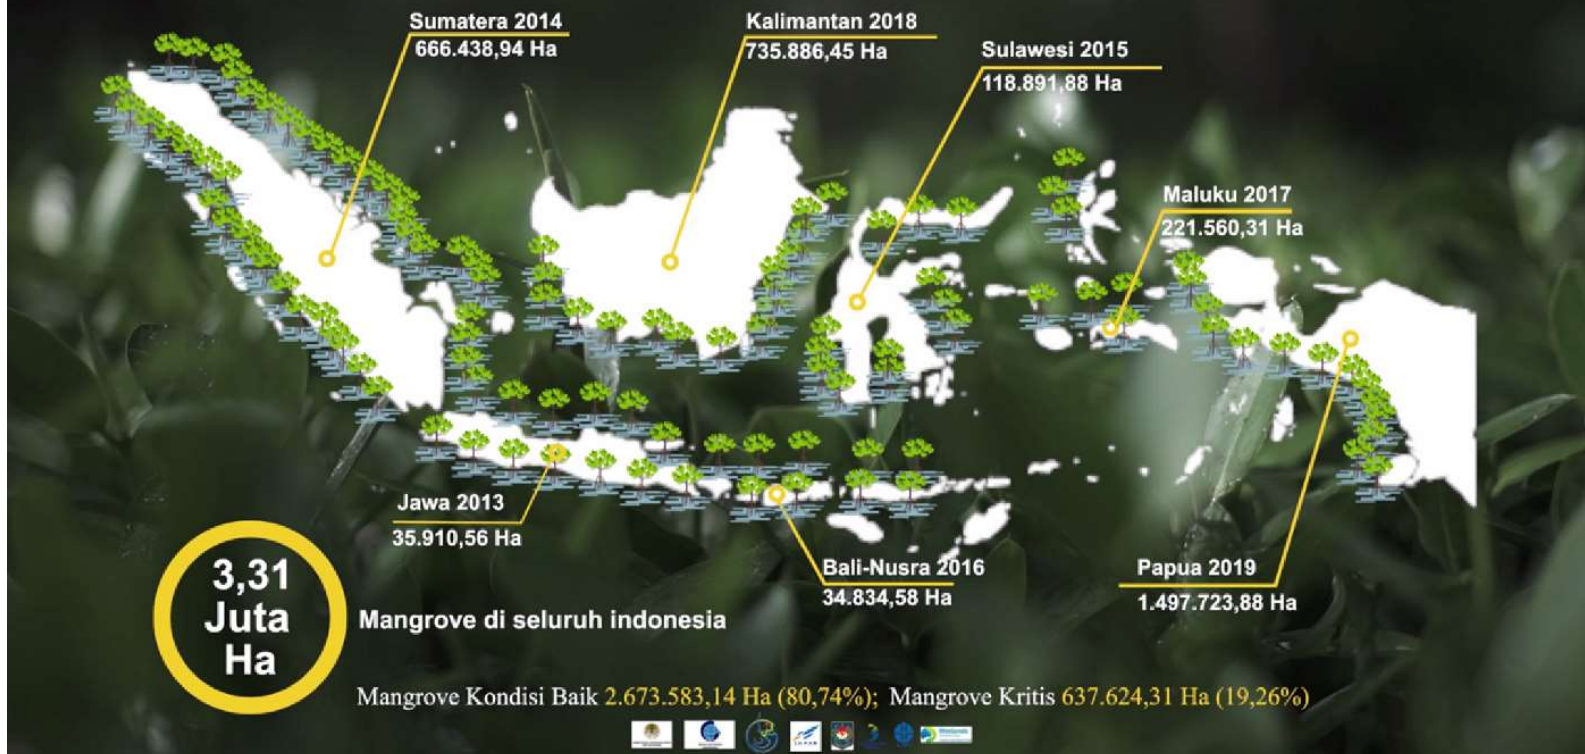 Sumatera 2014
666.438,94 Ha
Kalimantan 2018
735.886,45 Ha
Sulawesi 2015
118.891,88 Ha
Maluku 2017
221.560,31 Ha
Jawa 2013
35.910,56 Ha
Bali-Nusra 2016
34.834,58 Ha
Papua 2019
1.497.723,88 Ha
3,31
Juta
Ha
Mangrove di seluruh indonesia
Mangrove Kondisi Baik 2.673.583,14 Ha (80,74%); Mangrove Kritis 637.624,31 Ha (19,26%)